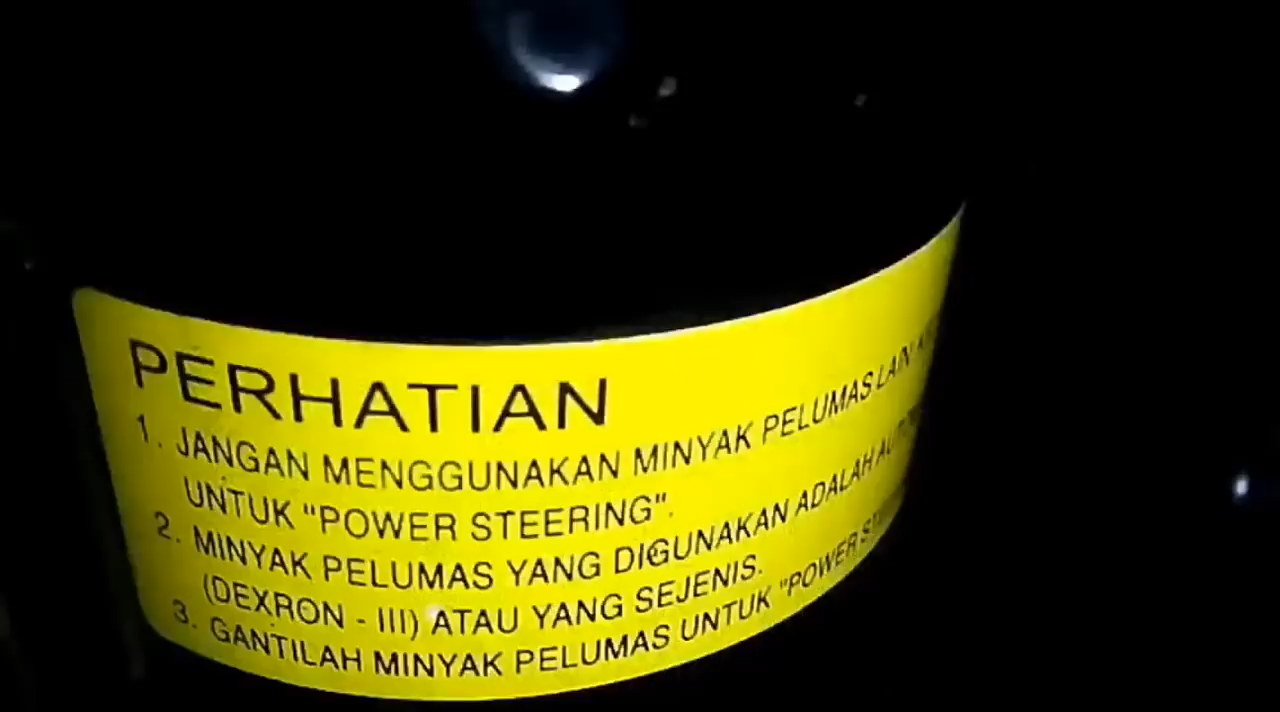 PERHATIAN
1. JANGAN MENGGUNAKAN MINYAK PELUMAS LAIN
UNTUK "POWER STEERING".
2. MINYAK PELUMAS YANG DIGUNAKAN ADALAH
(DEXRON - III) ATAU YANG SEJENIS.
3. GANTILAH MINYAK PELUMAS UNTUK "POWER